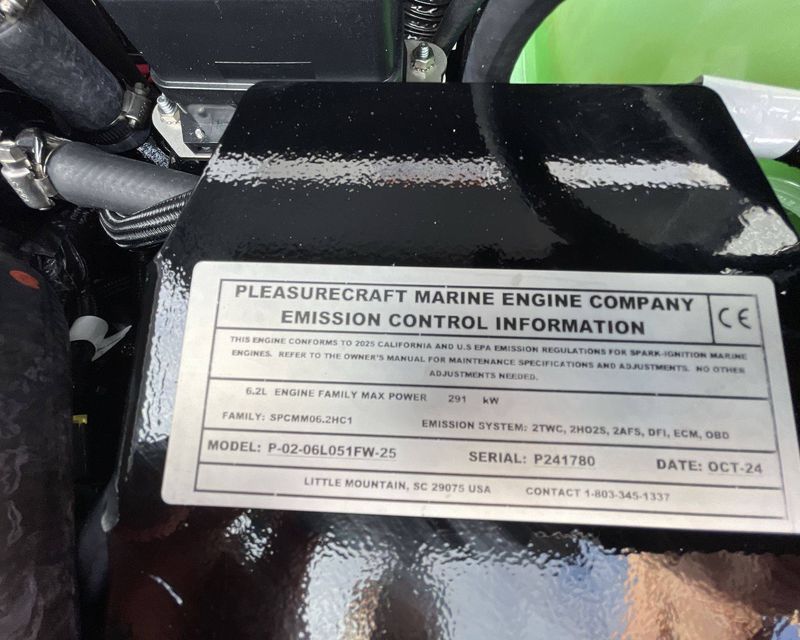 PLEASURECRAFT MARINE ENGINE COMPANY
EMISSION CONTROL INFORMATION
CE
THIS ENGINE CONFORMS TO 2025 CALIFORNIA AND U.S EPA EMISSION REGULATIONS FOR SPARK-IGNITION MARINE
ENGINES. REFER TO THE OWNER'S MANUAL FOR MAINTENANCE SPECIFICATIONS AND ADJUSTMENTS. NO OTHER
ADJUSTMENTS NEEDED.
6.2L ENGINE FAMILY MAX POWER 291 kW
FAMILY: SPCMM06.2HC1
EMISSION SYSTEM: 2TWC, 2HO2S, 2AFS, DFI, ECM, OBD
MODEL: P-02-06L051FW-25 SERIAL: P241780 DATE: OCT-24
LITTLE MOUNTAIN, SC 29075 USA CONTACT 1-803-345-1337